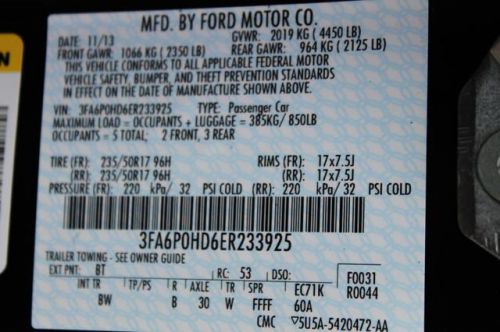 MFD. BY FORD MOTOR CO.
DATE: 11/13 GVWR: 2019 KG ( 4450 LB)
FRONT GAWR: 1066 KG ( 2350 LB) REAR GAWR: 964 KG ( 2125 LB)
THIS VEHICLE CONFORMS TO ALL APPLICABLE FEDERAL MOTOR
VEHICLE SAFETY, BUMPER, AND THEFT PREVENTION STANDARDS
IN EFFECT ON THE DATE OF MANUFACTURE SHOWN ABOVE.
VIN: 3FA6P0HD6ER233925 TYPE: Passenger Car
MAXIMUM LOAD = OCCUPANTS + LUGGAGE = 385KG/ 850LB
OCCUPANTS = 5 TOTAL: 2 FRONT, 3 REAR
TIRE (FR): 235/50R17 96H RIMS (FR): 17x7.5J
(RR): 235/50R17 96H (RR): 17x7.5J
PRESSURE (FR): 220 kPa/ 32 PSI COLD (RR): 220 kPa/ 32 PSI COLD
3FA6P0HD6ER233925
TRAILER TOWING - SEE OWNER GUIDE
EXT PNT: BT RC: 53 DSO: F0031
INT TR TP/PS R AXLE TR SPR EC71K R0044
BW B 30 W FFFF 60A
CMC 5U5A-5420472-AA